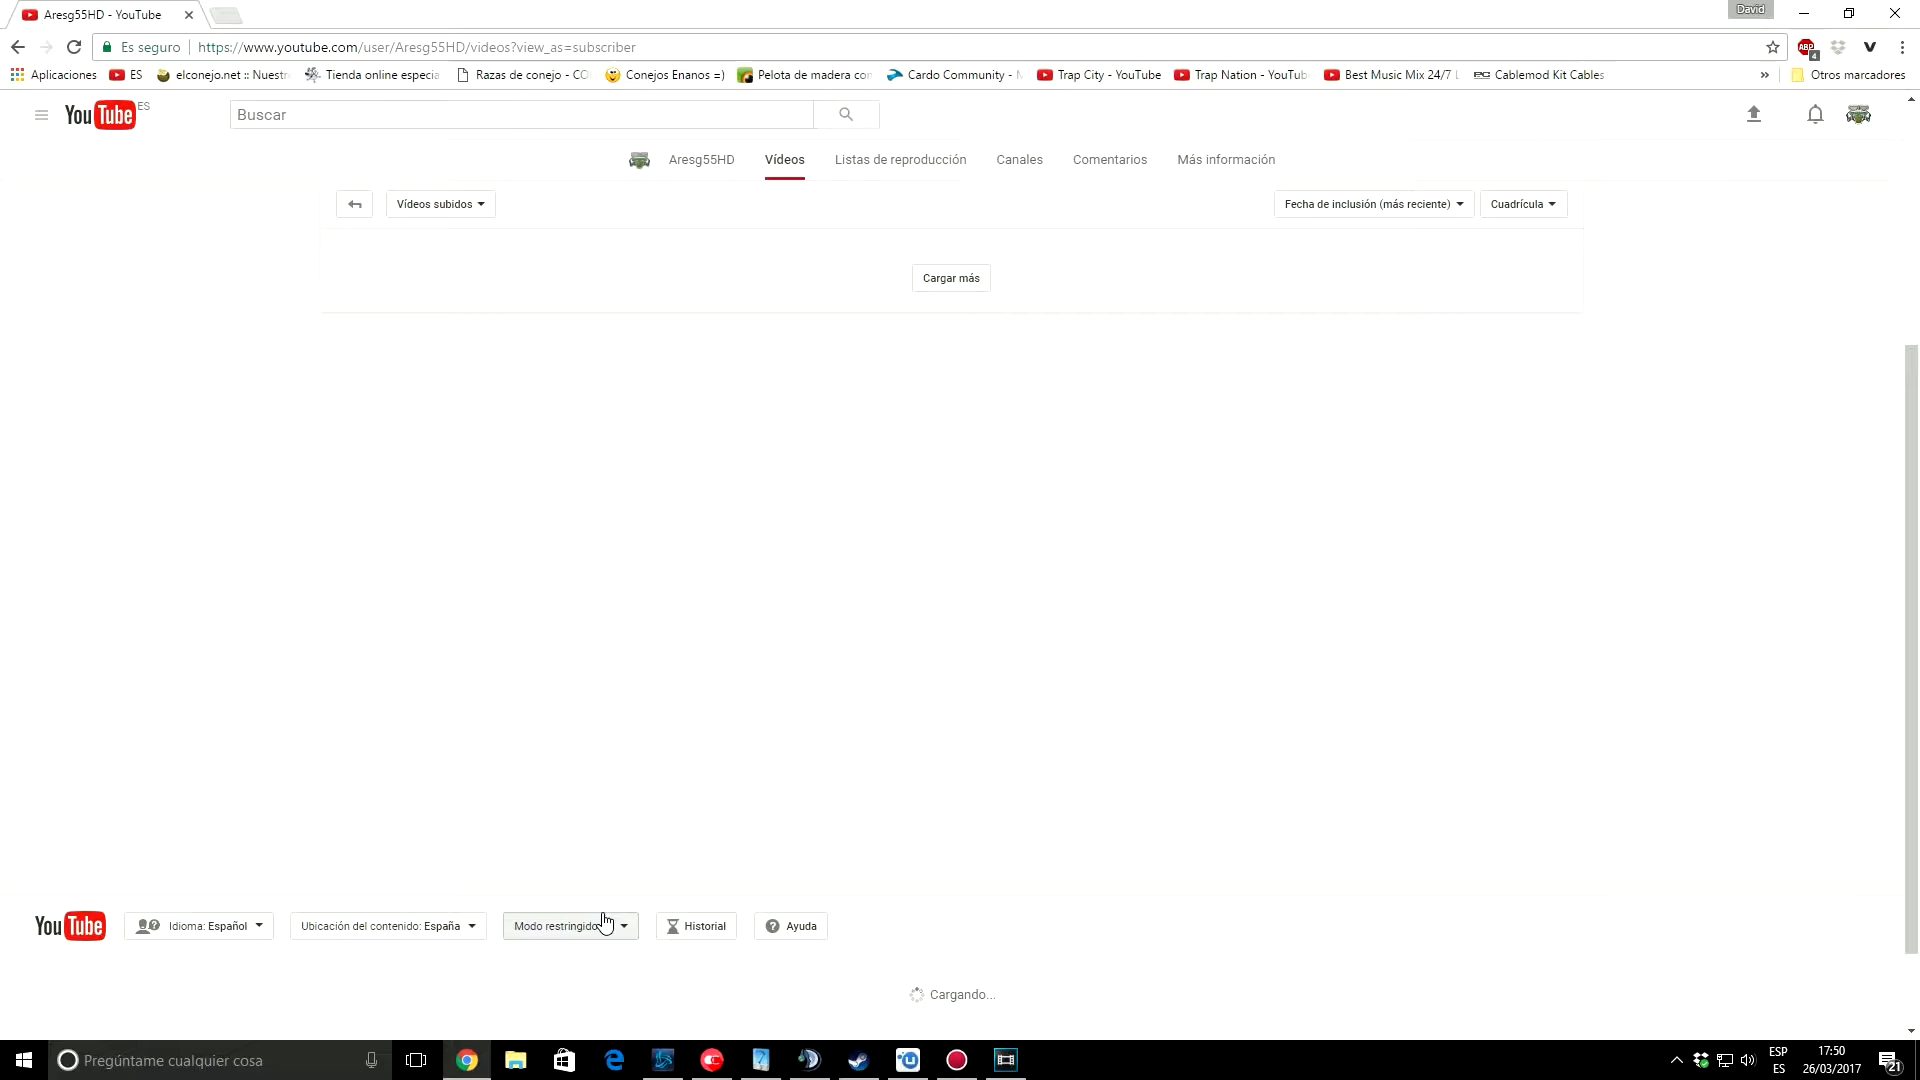 Aresg55HD - YouTube
David
Es seguro
https://www.youtube.com/user/Aresg55HD/videos?view_as=subscriber
ABP
4
Aplicaciones
ES
elconejo.net :: Nuestr
Tienda online especia
Razas de conejo - CO
Conejos Enanos =)
Pelota de madera con
Cardo Community -
Trap City - YouTube
Trap Nation - YouTub
Best Music Mix 24/7
Cablemod Kit Cables
»
Otros marcadores
YouTube ES
Buscar
Aresg55HD
Vídeos
Listas de reproducción
Canales
Comentarios
Más información
Vídeos subidos
Fecha de inclusión (más reciente)
Cuadrícula
Cargar más
YouTube
Idioma: Español
Ubicación del contenido: España
Modo restringido
Historial
Ayuda
Cargando...
Pregúntame cualquier cosa
ESP
ES
17:50
26/03/2017
21